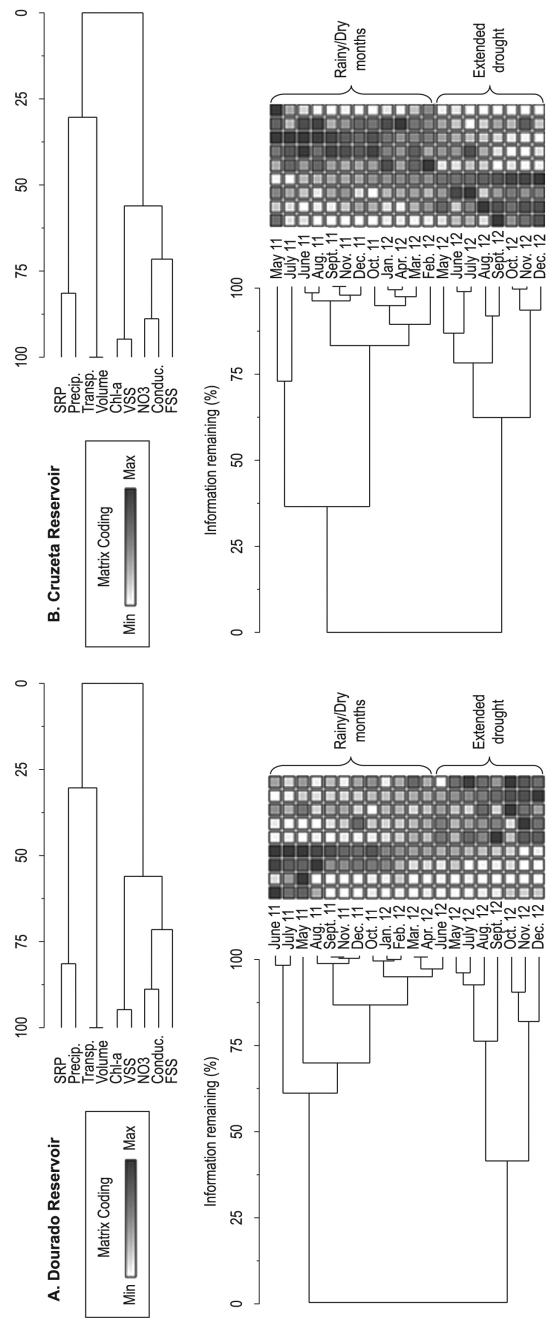 A. Dourado Reservoir
Matrix Coding
Min
Max
100
75
50
25
0
SRP
Precip.
Transp.
Volume
Chl-a
VSS
NO3
Conduc.
FSS
Information remaining (%)
0
25
50
75
100
June 11
July 11
May 11
Aug. 11
Sept. 11
Nov. 11
Dec. 11
Oct. 11
Jan. 12
Feb. 12
Mar. 12
Apr. 12
June 12
May 12
July 12
Aug. 12
Sept. 12
Oct. 12
Nov. 12
Dec. 12
Rainy/Dry
months
Extended
drought
B. Cruzeta Reservoir
Matrix Coding
Min
Max
100
75
50
25
0
SRP
Precip.
Transp.
Volume
Chl-a
VSS
NO3
Conduc.
FSS
Information remaining (%)
0
25
50
75
100
May 11
July 11
June 11
Aug. 11
Sept. 11
Nov. 11
Dec. 11
Oct. 11
Jan. 12
Apr. 12
Mar. 12
Feb. 12
May 12
June 12
July 12
Aug. 12
Sept. 12
Oct. 12
Nov. 12
Dec. 12
Rainy/Dry
months
Extended
drought